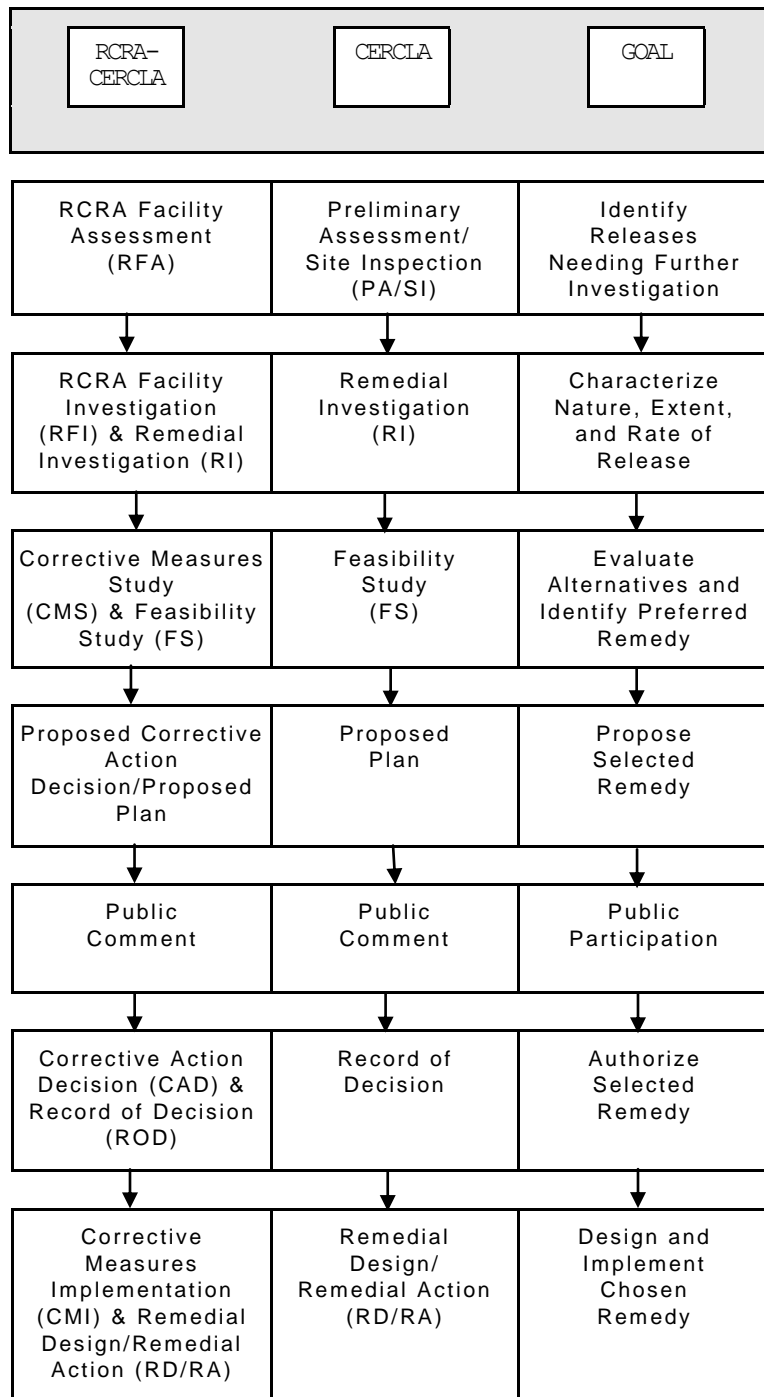 RCRA-
CERCLA
CERCLA
GOAL
RCRA Facility
Assessment
(RFA)
Preliminary
Assessment/
Site Inspection
(PA/SI)
Identify
Releases
Needing Further
Investigation
RCRA Facility
Investigation
(RFI) & Remedial
Investigation (RI)
Remedial
Investigation
(RI)
Characterize
Nature, Extent,
and Rate of
Release
Corrective Measures
Study
(CMS) & Feasibility
Study (FS)
Feasibility
Study
(FS)
Evaluate
Alternatives and
Identify Preferred
Remedy
Proposed Corrective
Action
Decision/Proposed
Plan
Proposed
Plan
Propose
Selected
Remedy
Public
Comment
Public
Comment
Public
Participation
Corrective Action
Decision (CAD) &
Record of Decision
(ROD)
Record of
Decision
Authorize
Selected
Remedy
Corrective
Measures
Implementation
(CMI) & Remedial
Design/Remedial
Action (RD/RA)
Remedial
Design/
Remedial Action
(RD/RA)
Design and
Implement
Chosen
Remedy